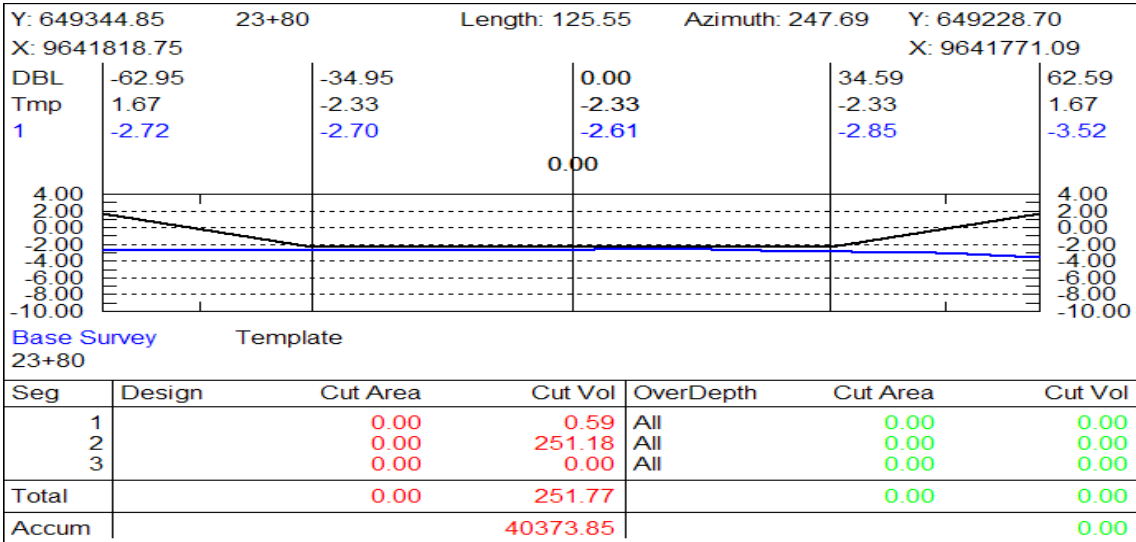 Y: 649344.85 23+80 Length: 125.55 Azimuth: 247.69 Y: 649228.70
X: 9641818.75 X: 9641771.09
DBL -62.95 -34.95 0.00 34.59 62.59
Tmp 1.67 -2.33 -2.33 -2.33 1.67
1 -2.72 -2.70 -2.61 -2.85 -3.52
0.00
4.00 4.00
2.00 2.00
0.00 0.00
-2.00 -2.00
-4.00 -4.00
-6.00 -6.00
-8.00 -8.00
-10.00 -10.00
Base Survey Template
23+80
Seg Design Cut Area Cut Vol OverDepth Cut Area Cut Vol
1 0.00 0.59 All 0.00 0.00
2 0.00 251.18 All 0.00 0.00
3 0.00 0.00 All 0.00 0.00
Total 0.00 251.77 0.00 0.00
Accum 40373.85 0.00